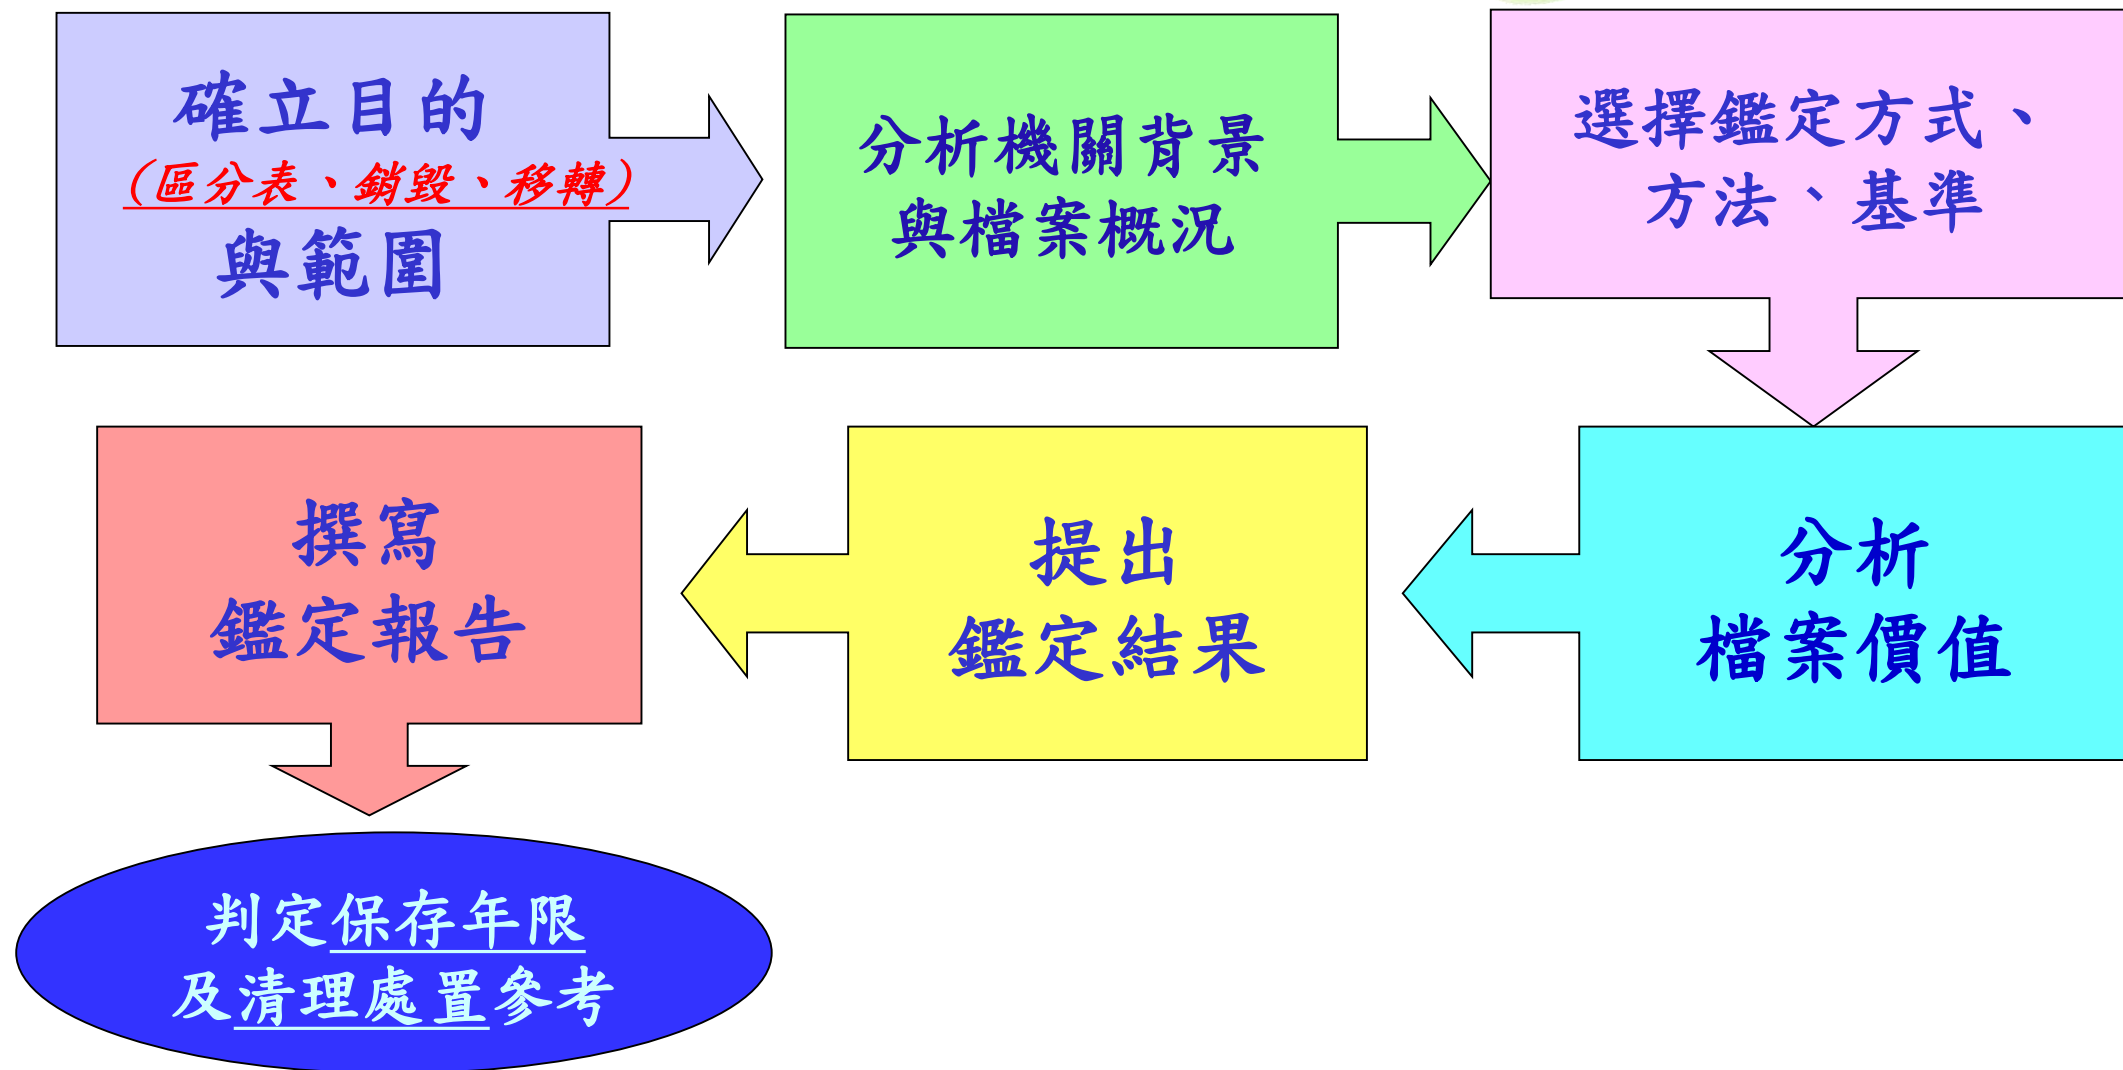 確立目的
(區分表、銷毀、移轉)
與範圍
分析機關背景
與檔案概況
選擇鑑定方式、
方法、基準
分析
檔案價值
提出
鑑定結果
撰寫
鑑定報告
判定保存年限
及清理處置參考